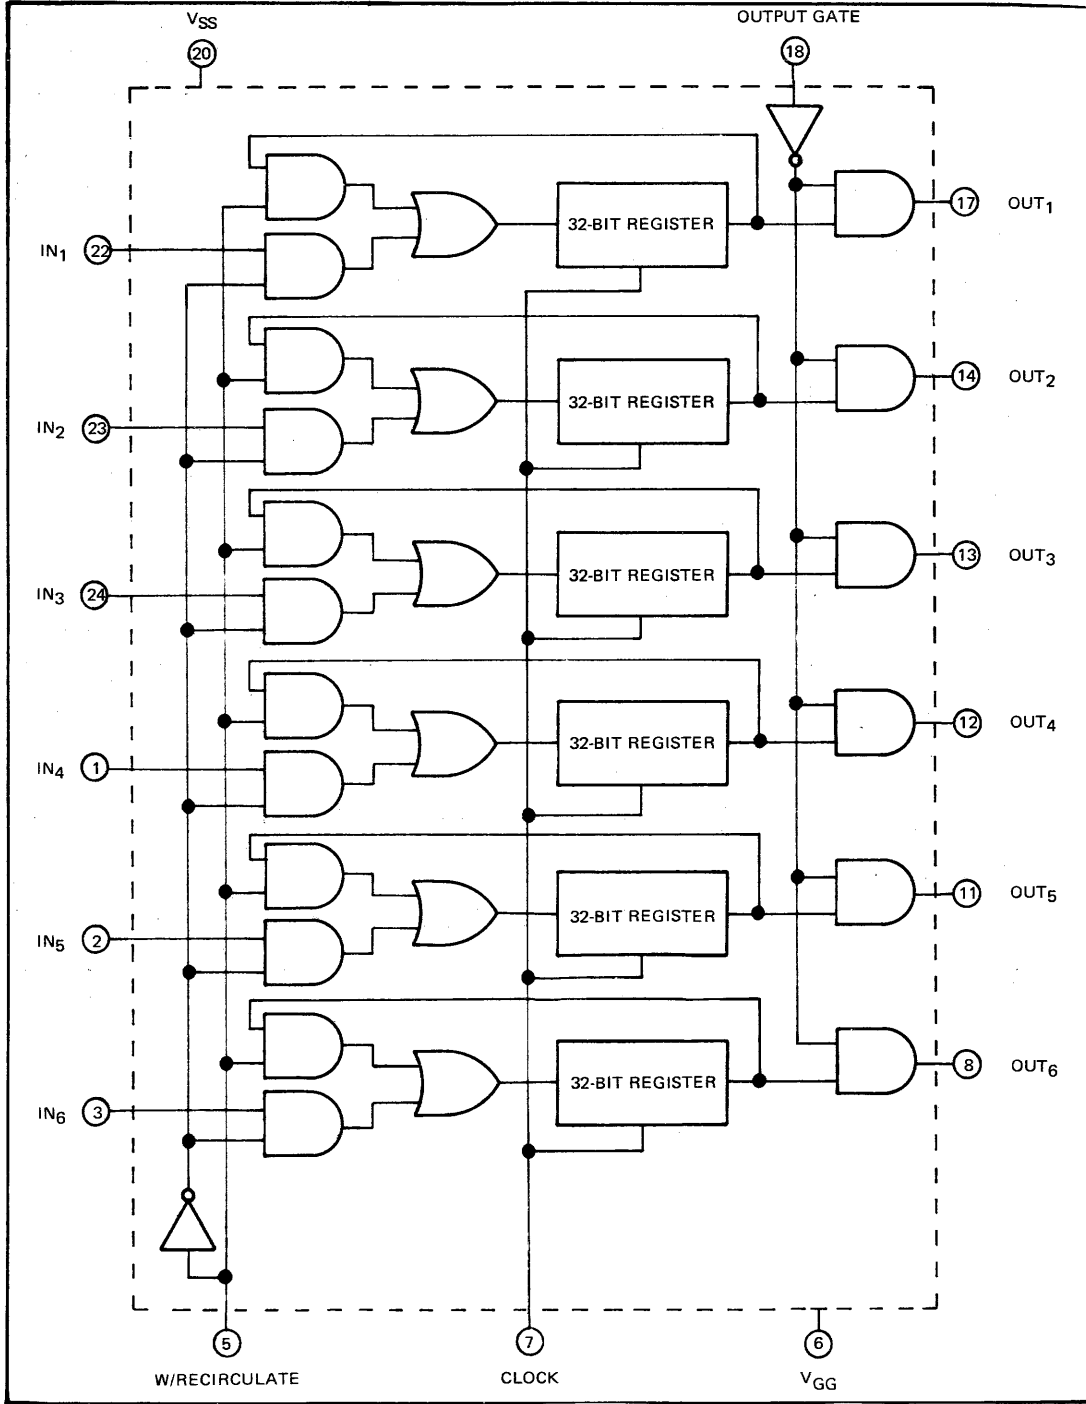 VSS OUTPUT GATE
20 18
32-BIT REGISTER 17 OUT1
IN1 22
32-BIT REGISTER 14 OUT2
IN2 23
32-BIT REGISTER 13 OUT3
IN3 24
32-BIT REGISTER 12 OUT4
IN4 1
32-BIT REGISTER 11 OUT5
IN5 2
32-BIT REGISTER 8 OUT6
IN6 3
5 7 6
W/RECIRCULATE CLOCK VGG